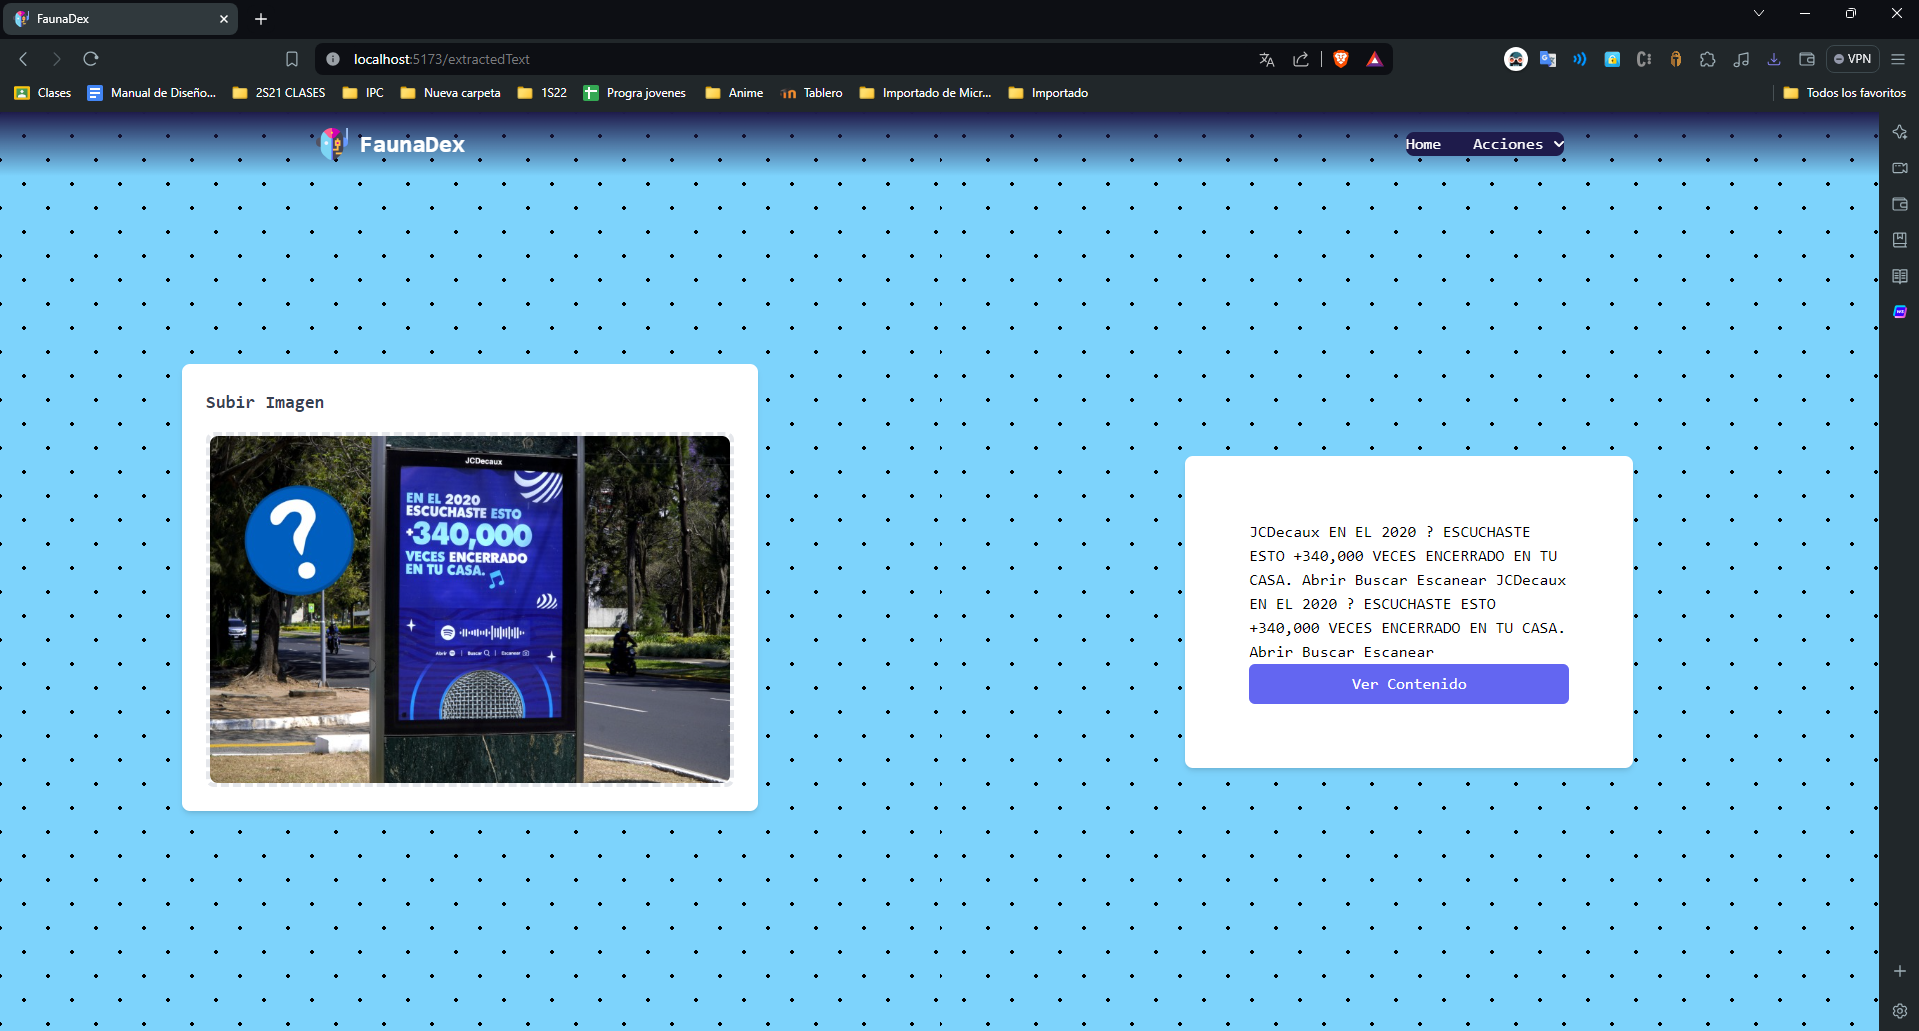 FaunaDex
localhost:5173/extractedText
VPN
Clases
Manual de Diseño...
2S21 CLASES
IPC
Nueva carpeta
1S22
Progra jovenes
Anime
Tablero
Importado de Micr...
Importado
Todos los favoritos
FaunaDex
Home
Acciones
Subir Imagen
JCDecaux
EN EL 2020
ESCUCHASTE ESTO
+340,000
VECES ENCERRADO
EN TU CASA.
?
Abrir | Buscar | Escanear
JCDecaux EN EL 2020 ? ESCUCHASTE
ESTO +340,000 VECES ENCERRADO EN TU
CASA. Abrir Buscar Escanear JCDecaux
EN EL 2020 ? ESCUCHASTE ESTO
+340,000 VECES ENCERRADO EN TU CASA.
Abrir Buscar Escanear
Ver Contenido